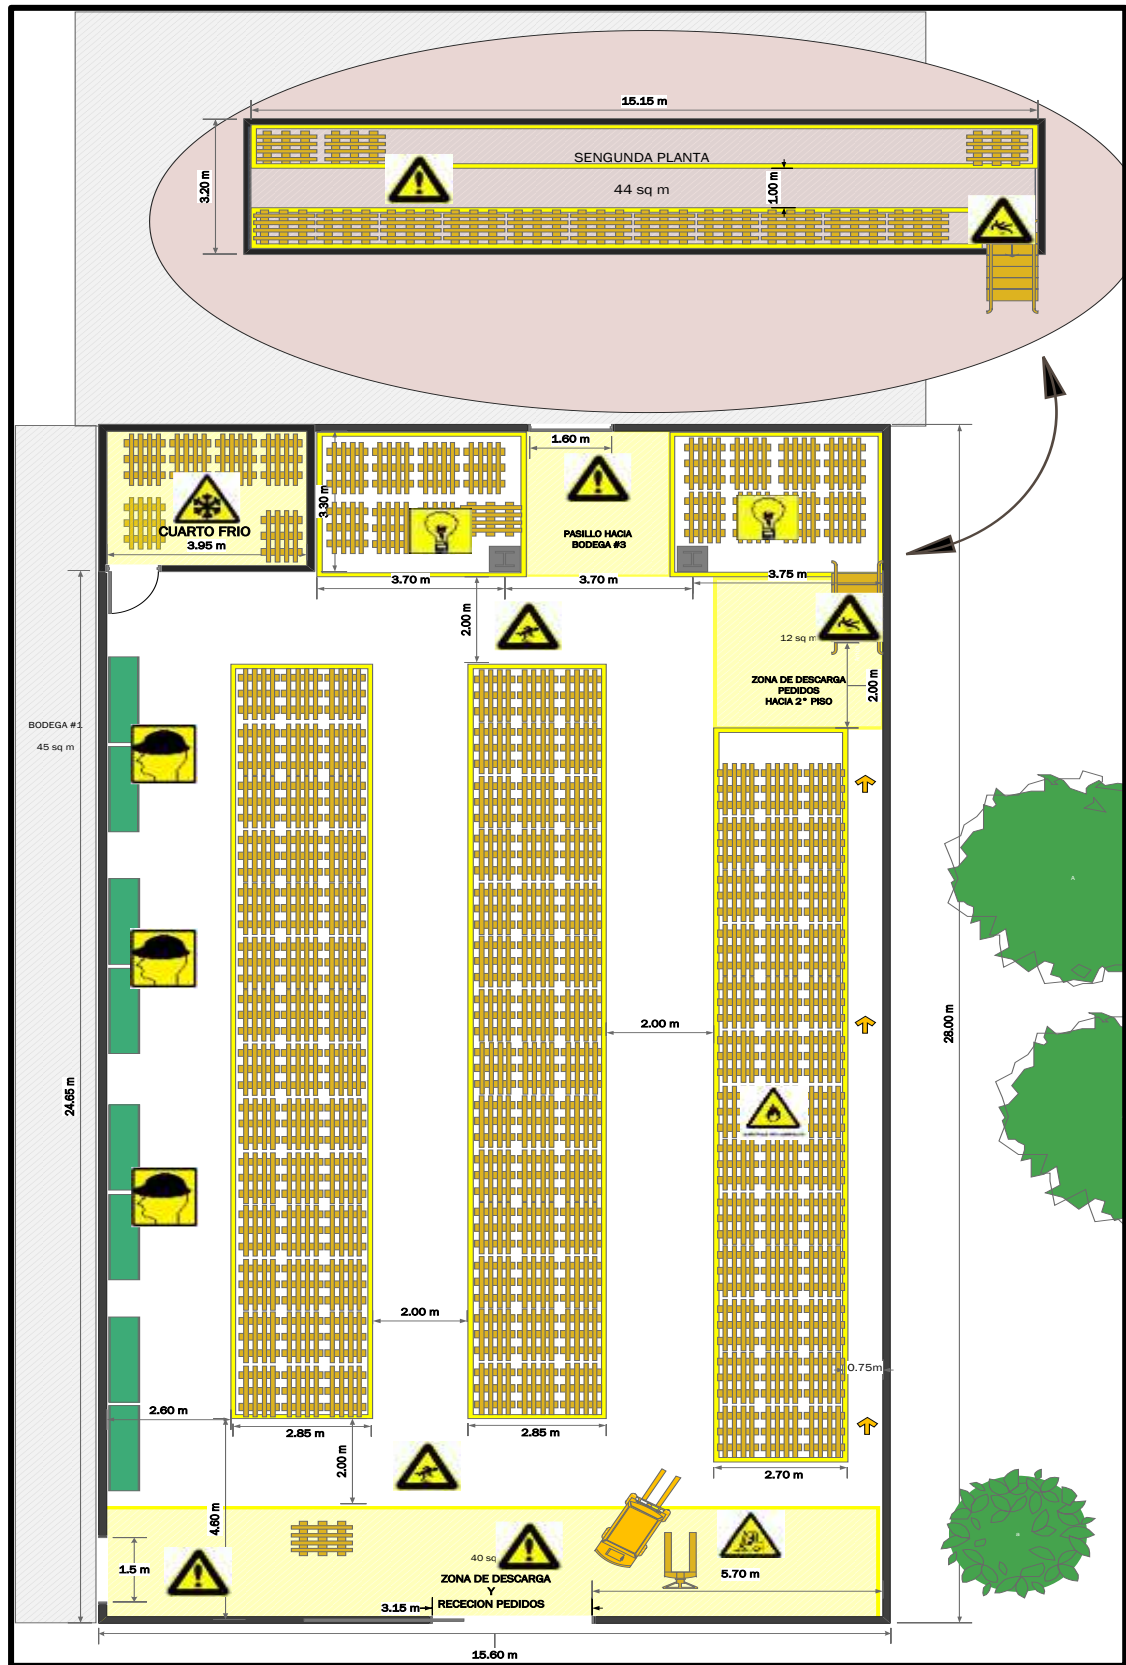 15.15 m
3.20 m
SENGUNDA PLANTA
44 sq m
1.00 m
1.60 m
3.30 m
CUARTO FRIO
3.95 m
PASILLO HACIA
BODEGA #3
3.70 m
3.70 m
3.75 m
2.00 m
12 sq m
ZONA DE DESCARGA
PEDIDOS
HACIA 2° PISO
2.00 m
BODEGA #1
45 sq m
A
28.00 m
2.00 m
24.65 m
2.00 m
0.75m
2.60 m
2.85 m
2.85 m
2.00 m
2.70 m
4.60 m
40 sq
1.5 m
ZONA DE DESCARGA
Y
RECECION PEDIDOS
5.70 m
3.15 m
15.60 m